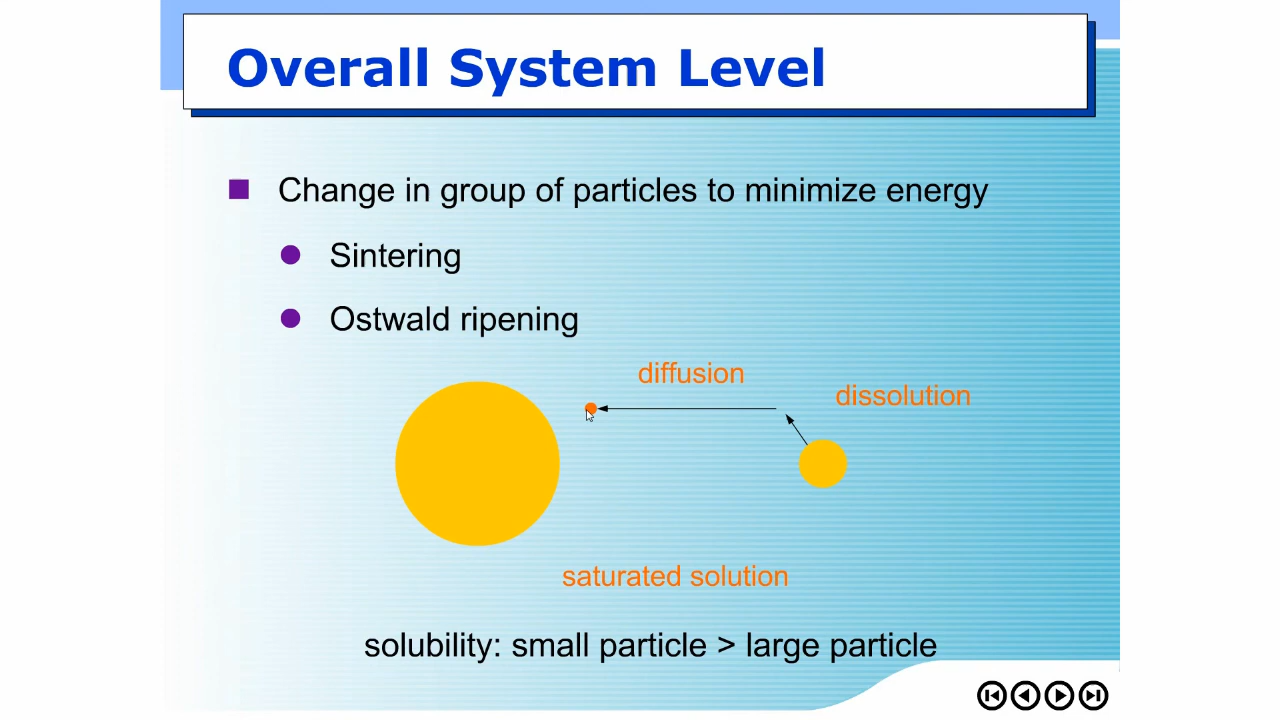 Overall System Level
Change in group of particles to minimize energy
Sintering
Ostwald ripening
diffusion
dissolution
saturated solution
solubility: small particle > large particle